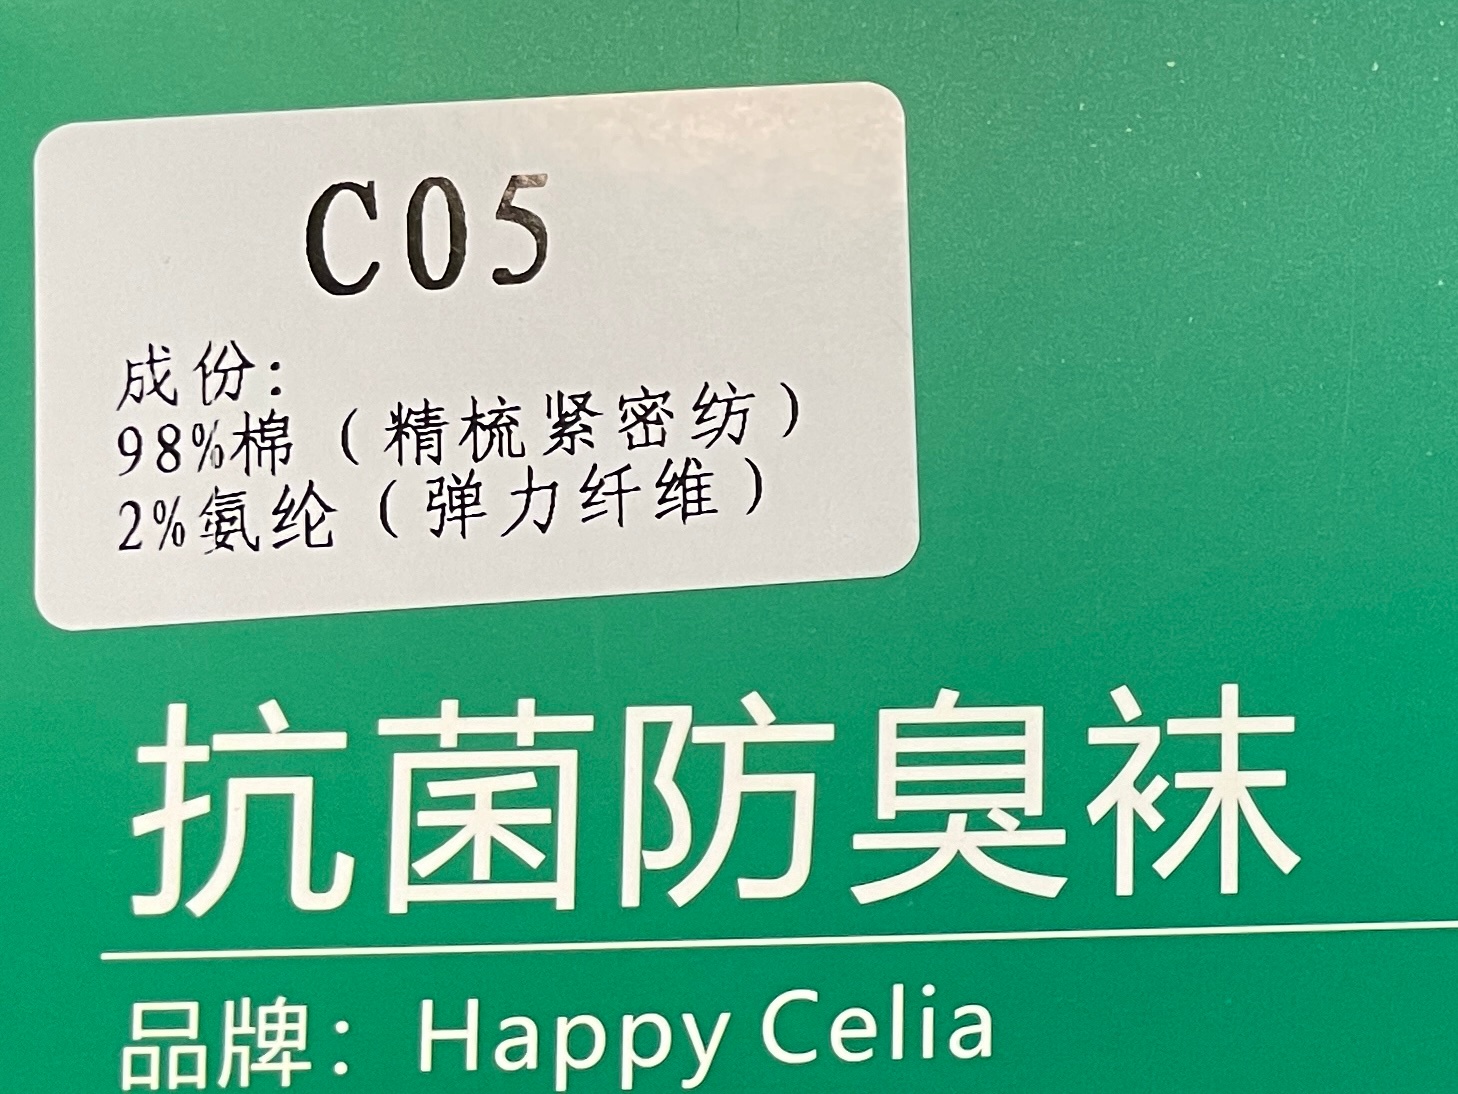 C05
成份：
98%棉（精梳紧密纺）
2%氨纶（弹力纤维）
抗菌防臭袜
品牌：Happy Celia